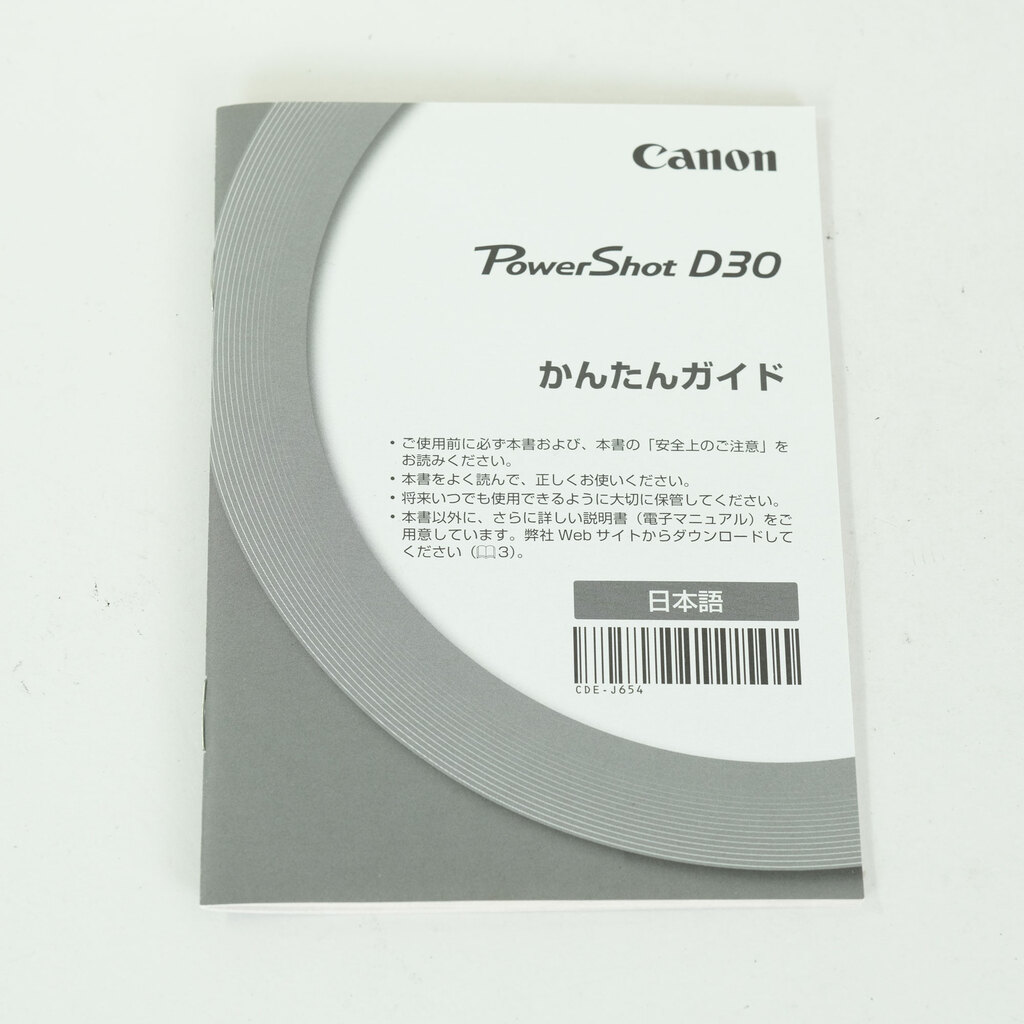 Canon
PowerShot D30
かんたんガイド
• ご使用前に必ず本書および、本書の「安全上のご注意」を
お読みください。
• 本書をよく読んで、正しくお使いください。
• 将来いつでも使用できるように大切に保管してください。
• 本書以外に、さらに詳しい説明書（電子マニュアル）をご
用意しています。弊社 Web サイトからダウンロードして
ください（📖3）。
日本語
CDE-J654